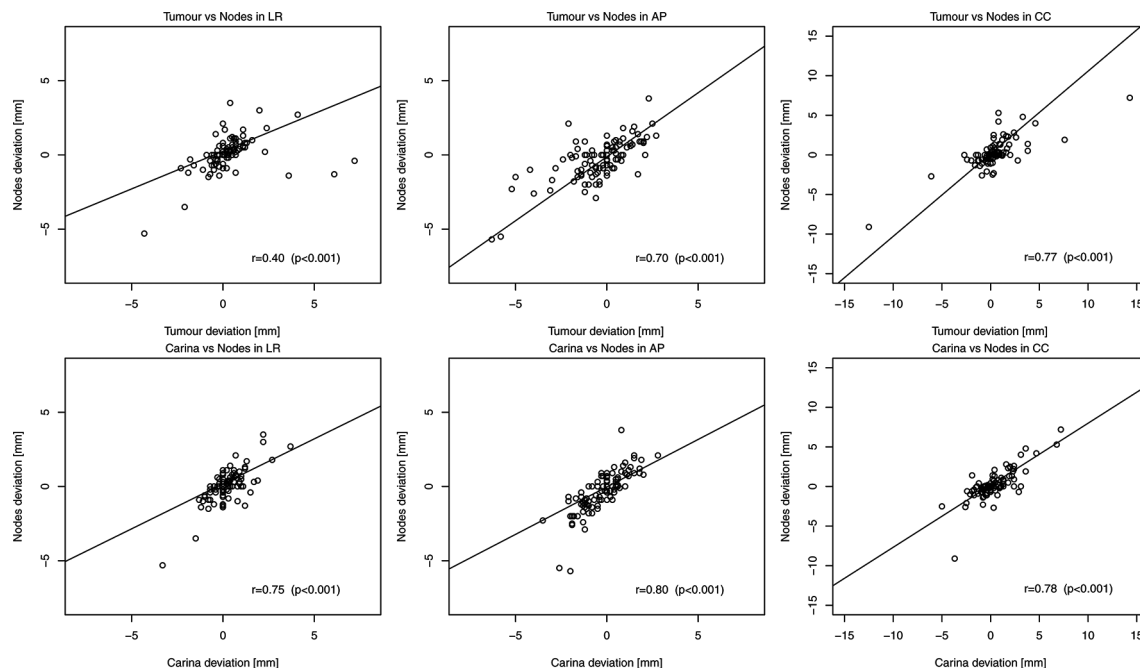 Tumour vs Nodes in LR
Nodes deviation [mm]
5
0
−5
r=0.40 (p<0.001)
−5 0 5
Tumour deviation [mm]
Tumour vs Nodes in AP
Nodes deviation [mm]
5
0
−5
r=0.70 (p<0.001)
−5 0 5
Tumour deviation [mm]
Tumour vs Nodes in CC
Nodes deviation [mm]
15
10
5
0
−5
−10
−15
r=0.77 (p<0.001)
−15 −10 −5 0 5 10 15
Tumour deviation [mm]
Carina vs Nodes in LR
Nodes deviation [mm]
5
0
−5
r=0.75 (p<0.001)
−5 0 5
Carina deviation [mm]
Carina vs Nodes in AP
Nodes deviation [mm]
5
0
−5
r=0.80 (p<0.001)
−5 0 5
Carina deviation [mm]
Carina vs Nodes in CC
Nodes deviation [mm]
15
10
5
0
−5
−10
−15
r=0.78 (p<0.001)
−15 −10 −5 0 5 10 15
Carina deviation [mm]